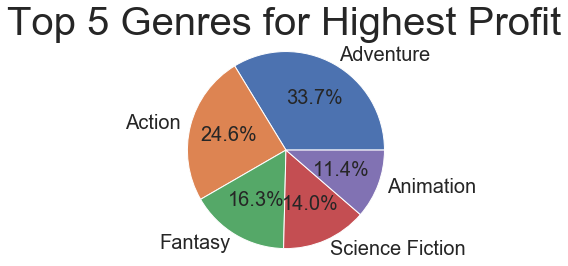 Top 5 Genres for Highest Profit
Adventure
33.7%
Action
24.6%
11.4%
Animation
16.3%
14.0%
Fantasy
Science Fiction